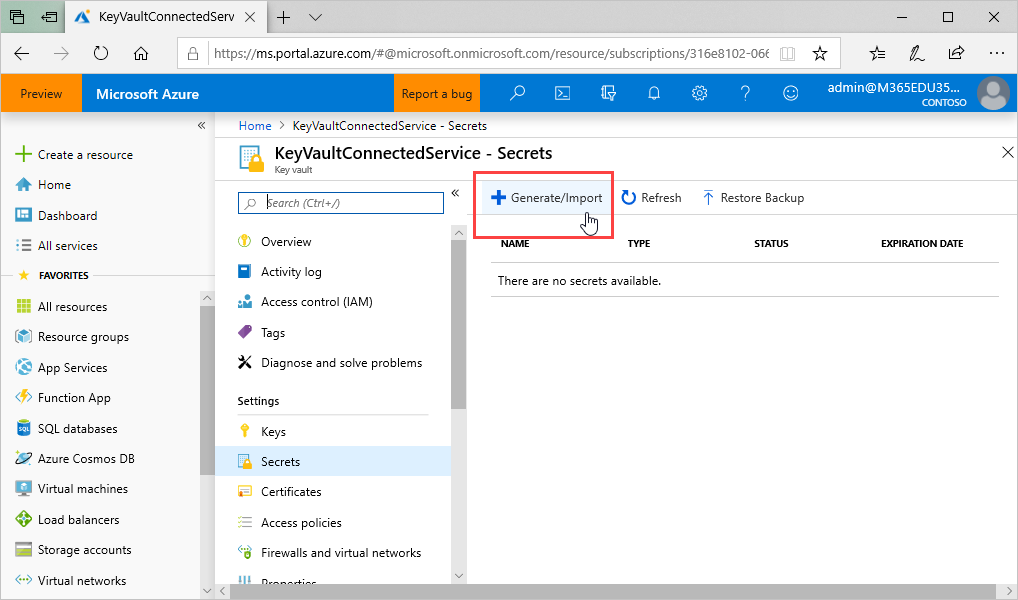 KeyVaultConnectedServ
https://ms.portal.azure.com/#@microsoft.onmicrosoft.com/resource/subscriptions/316e8102-066
Preview
Microsoft Azure
Report a bug
admin@M365EDU35...
CONTOSO
Create a resource
Home
Dashboard
All services
FAVORITES
All resources
Resource groups
App Services
Function App
SQL databases
Azure Cosmos DB
Virtual machines
Load balancers
Storage accounts
Virtual networks
Home > KeyVaultConnectedService - Secrets
KeyVaultConnectedService - Secrets
Key vault
Search (Ctrl+/)
Overview
Activity log
Access control (IAM)
Tags
Diagnose and solve problems
Settings
Keys
Secrets
Certificates
Access policies
Firewalls and virtual networks
Properties
Generate/Import
Refresh
Restore Backup
NAME TYPE STATUS EXPIRATION DATE
There are no secrets available.